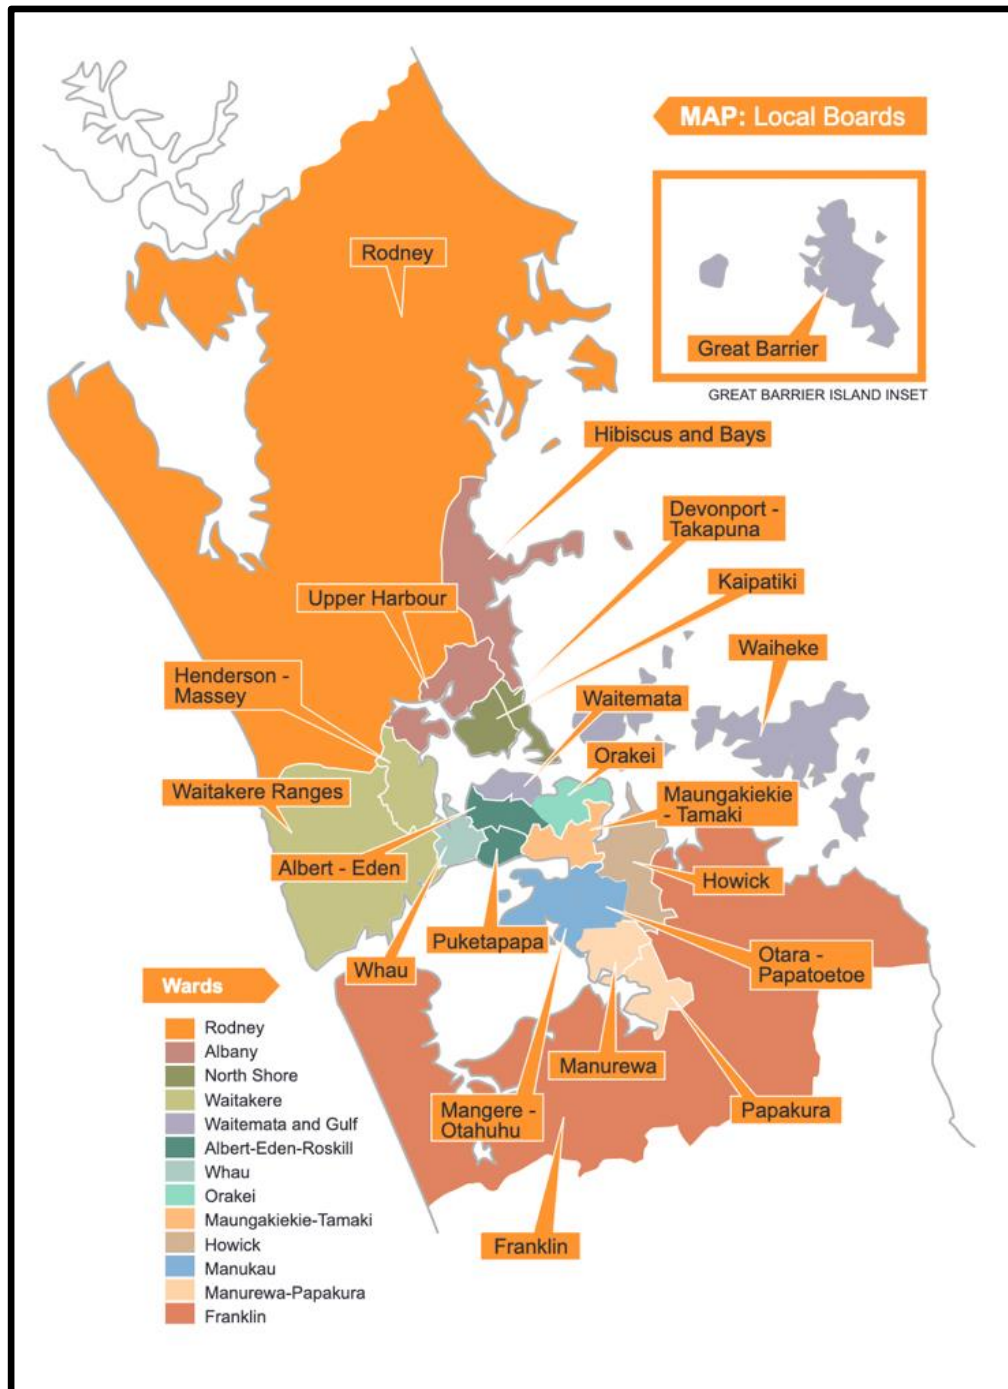 MAP: Local Boards
Rodney
Great Barrier
GREAT BARRIER ISLAND INSET
Hibiscus and Bays
Devonport -
Takapuna
Kaipatiki
Upper Harbour
Waiheke
Henderson -
Massey
Waitemata
Orakei
Waitakere Ranges
Maungakiekie
- Tamaki
Albert - Eden
Howick
Puketapapa
Otara -
Papatoetoe
Whau
Manurewa
Mangere -
Otahuhu
Papakura
Franklin
Wards
Rodney
Albany
North Shore
Waitakere
Waitemata and Gulf
Albert-Eden-Roskill
Whau
Orakei
Maungakiekie-Tamaki
Howick
Manukau
Manurewa-Papakura
Franklin